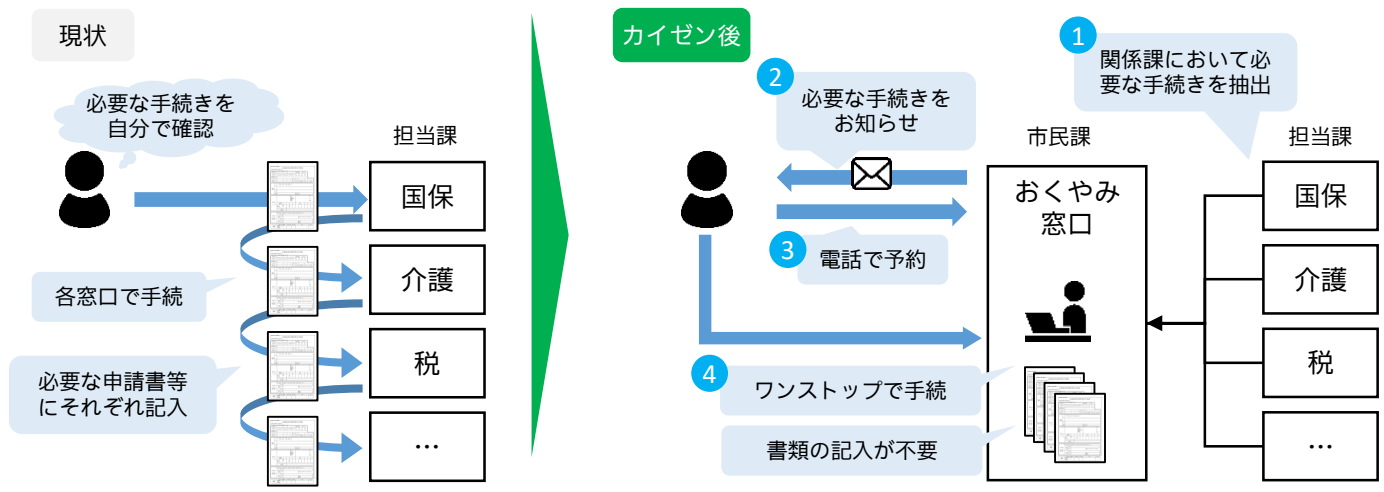 現状
必要な手続きを
自分で確認
担当課
国保
介護
税
…
各窓口で手続
必要な申請書等
にそれぞれ記入
カイゼン後
1
関係課において必
要な手続きを抽出
2
必要な手続きを
お知らせ
市民課
担当課
おくやみ
窓口
国保
介護
税
…
3
電話で予約
4
ワンストップで手続
書類の記入が不要